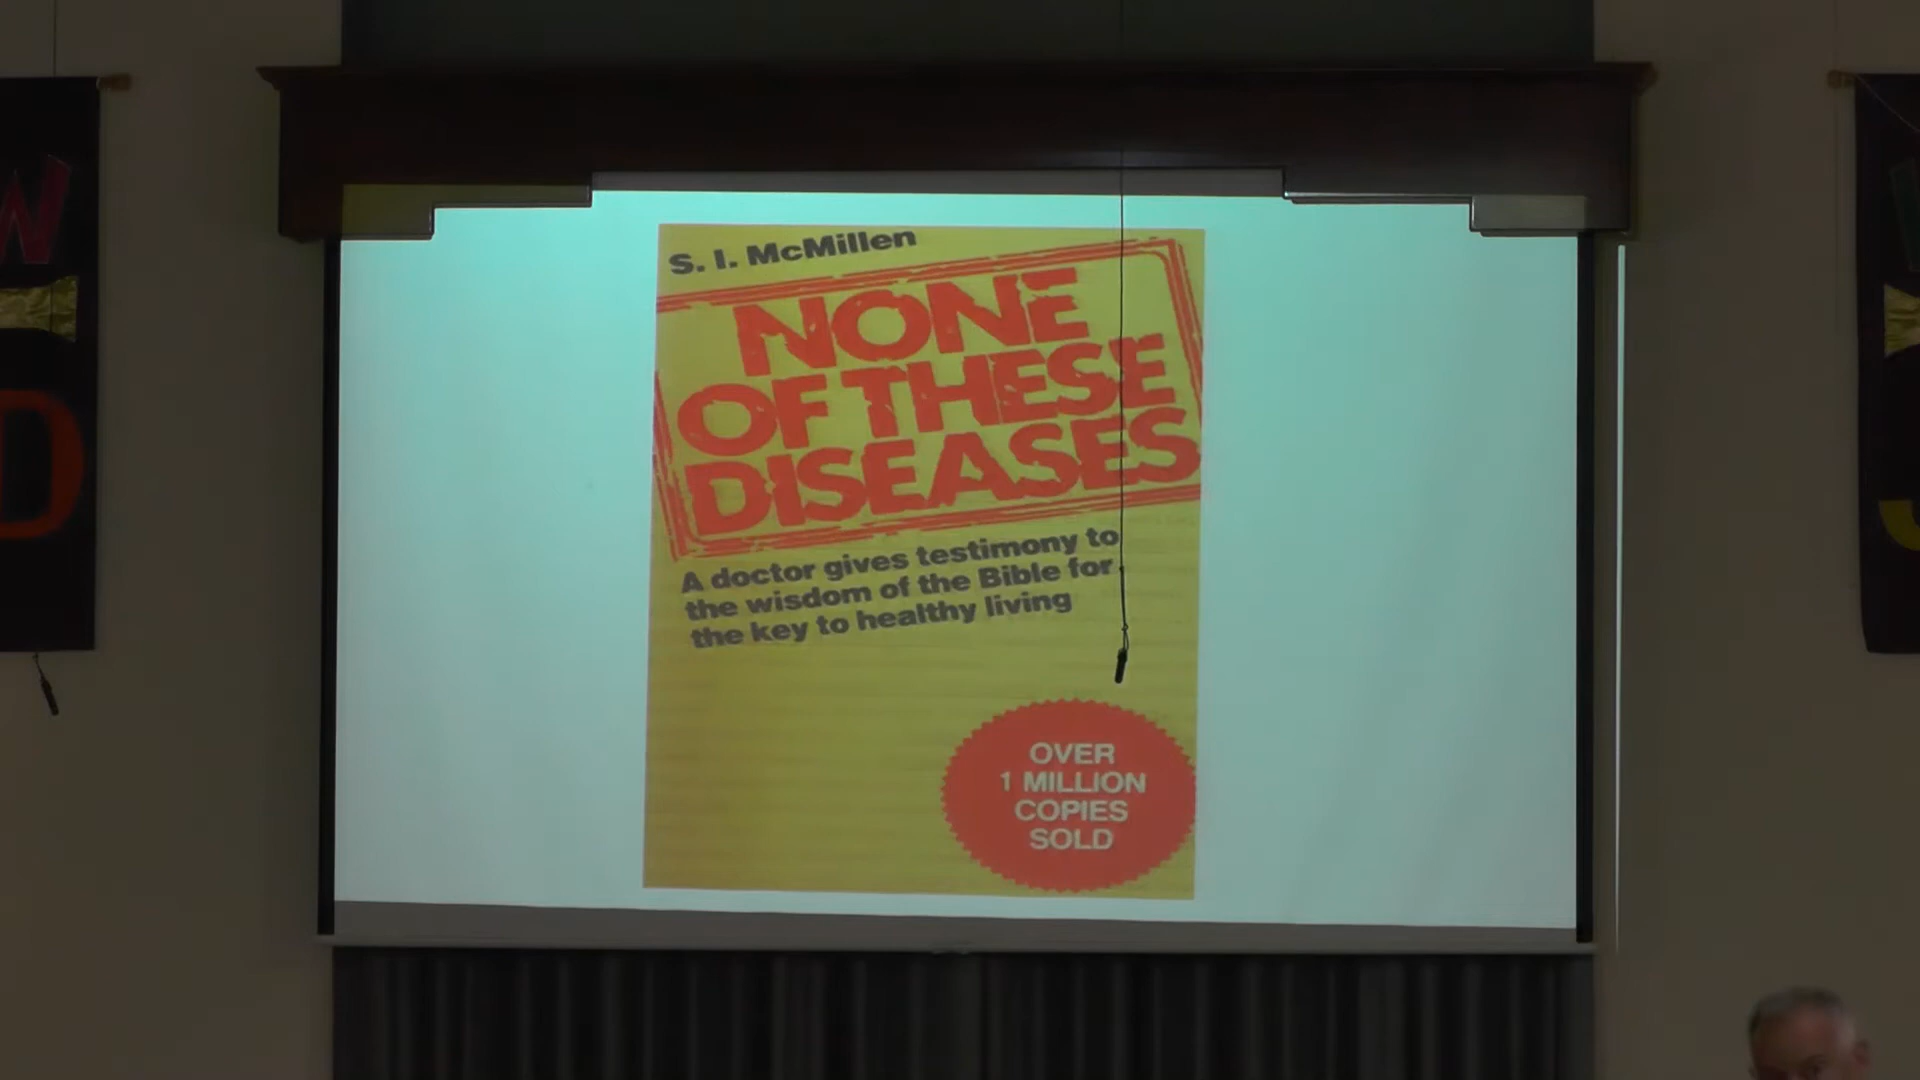 S. I. McMillen
NONE
OF THESE
DISEASES
A doctor gives testimony to
the wisdom of the Bible for
the key to healthy living
OVER
1 MILLION
COPIES
SOLD
W
D